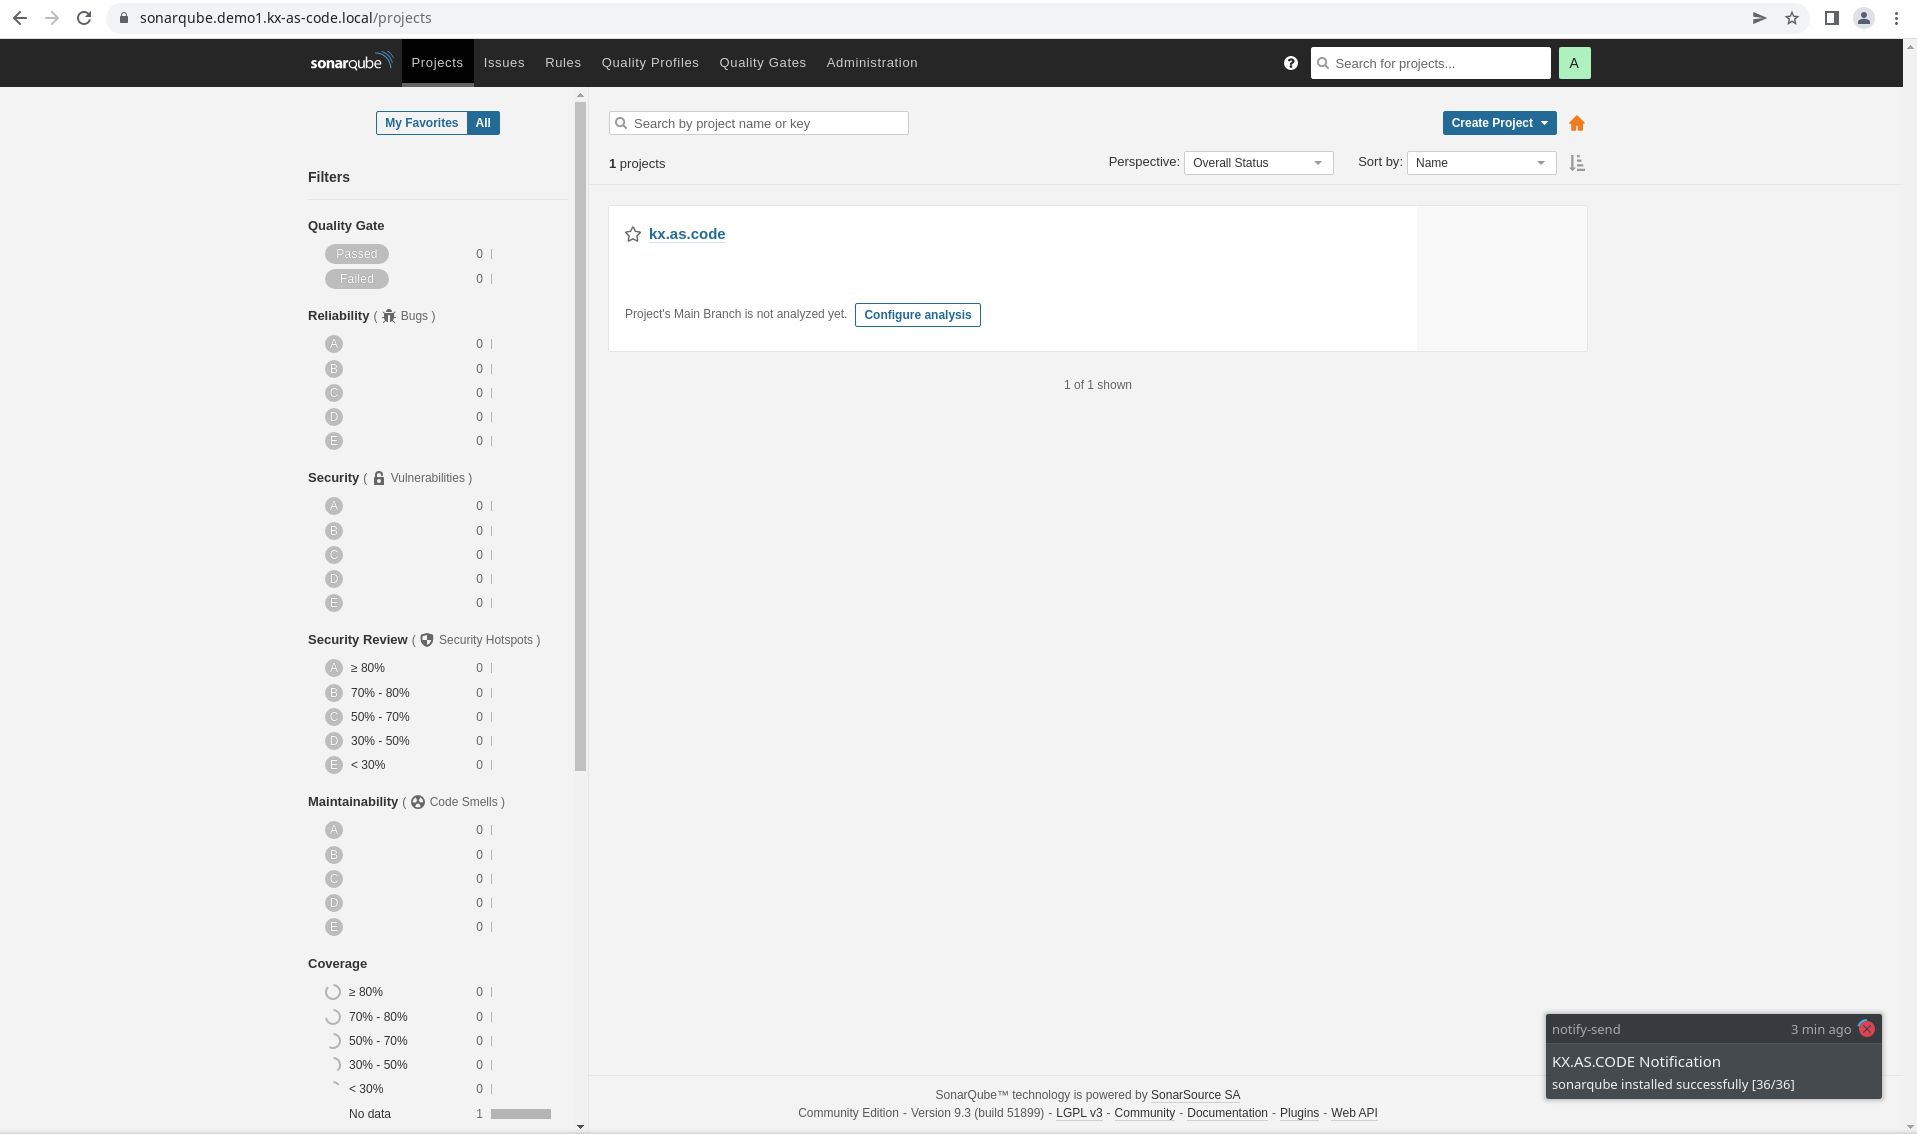 sonarqube.demo1.kx-as-code.local/projects
sonarqube Projects Issues Rules Quality Profiles Quality Gates Administration ? Search for projects... A
My Favorites All
Filters
Quality Gate
Passed 0
Failed 0
Reliability ( Bugs )
A 0
B 0
C 0
D 0
E 0
Security ( Vulnerabilities )
A 0
B 0
C 0
D 0
E 0
Security Review ( Security Hotspots )
A ≥ 80% 0
B 70% - 80% 0
C 50% - 70% 0
D 30% - 50% 0
E < 30% 0
Maintainability ( Code Smells )
A 0
B 0
C 0
D 0
E 0
Coverage
≥ 80% 0
70% - 80% 0
50% - 70% 0
30% - 50% 0
< 30% 0
No data 1
Search by project name or key
Create Project
1 projects
Perspective: Overall Status Sort by: Name
kx.as.code
Project's Main Branch is not analyzed yet. Configure analysis
1 of 1 shown
SonarQube™ technology is powered by SonarSource SA
Community Edition - Version 9.3 (build 51899) - LGPL v3 - Community - Documentation - Plugins - Web API
notify-send 3 min ago
KX.AS.CODE Notification
sonarqube installed successfully [36/36]